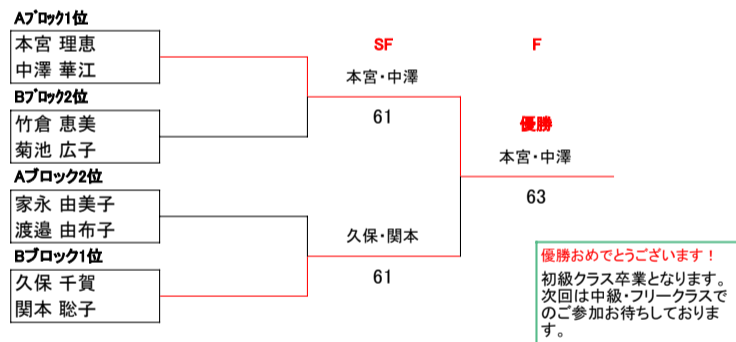 Aブロック1位
本宮 理恵
中澤 華江
Bブロック2位
竹倉 恵美
菊池 広子
Aブロック2位
家永 由美子
渡邉 由布子
Bブロック1位
久保 千賀
関本 聡子
SF
本宮・中澤
61
久保・関本
61
F
優勝
本宮・中澤
63
優勝おめでとうございます！
初級クラス卒業となります。
次回は中級・フリークラスで
のご参加お待ちしておりま
す。